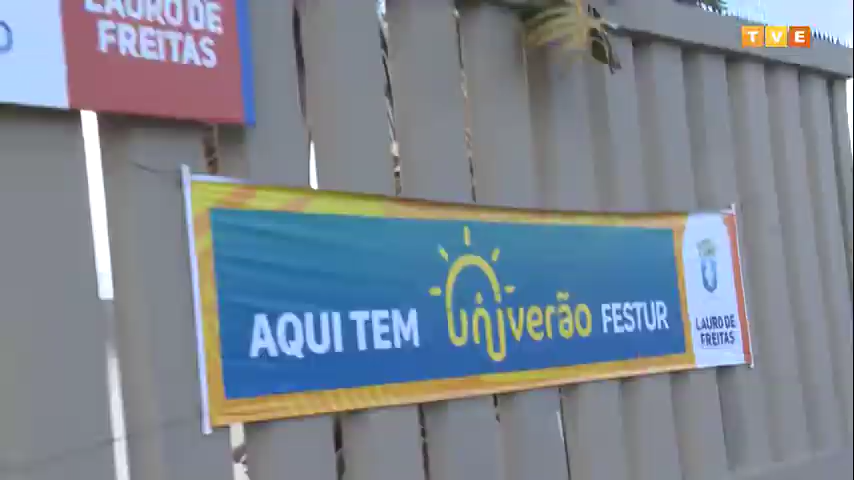 LAURO DE
FREITAS
TVE
AQUI TEM univerão FESTUR
LAURO DE
FREITAS